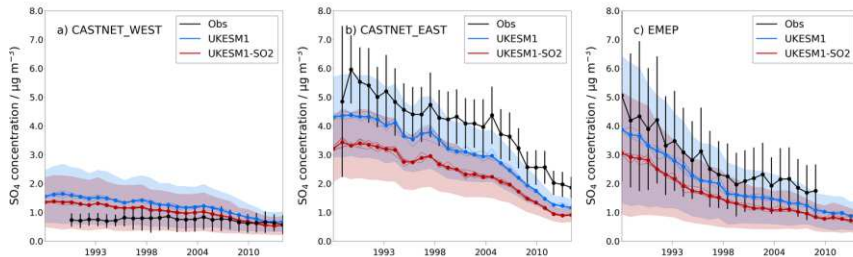 a) CASTNET_WEST
Obs
UKESM1
UKESM1-SO2
SO₄ concentration / μg m⁻³
8.0
7.0
6.0
5.0
4.0
3.0
2.0
1.0
0.0
1993
1998
2004
2010
b) CASTNET_EAST
Obs
UKESM1
UKESM1-SO2
SO₄ concentration / μg m⁻³
8.0
7.0
6.0
5.0
4.0
3.0
2.0
1.0
0.0
1993
1998
2004
2010
c) EMEP
Obs
UKESM1
UKESM1-SO2
SO₄ concentration / μg m⁻³
8.0
7.0
6.0
5.0
4.0
3.0
2.0
1.0
0.0
1993
1998
2004
2010